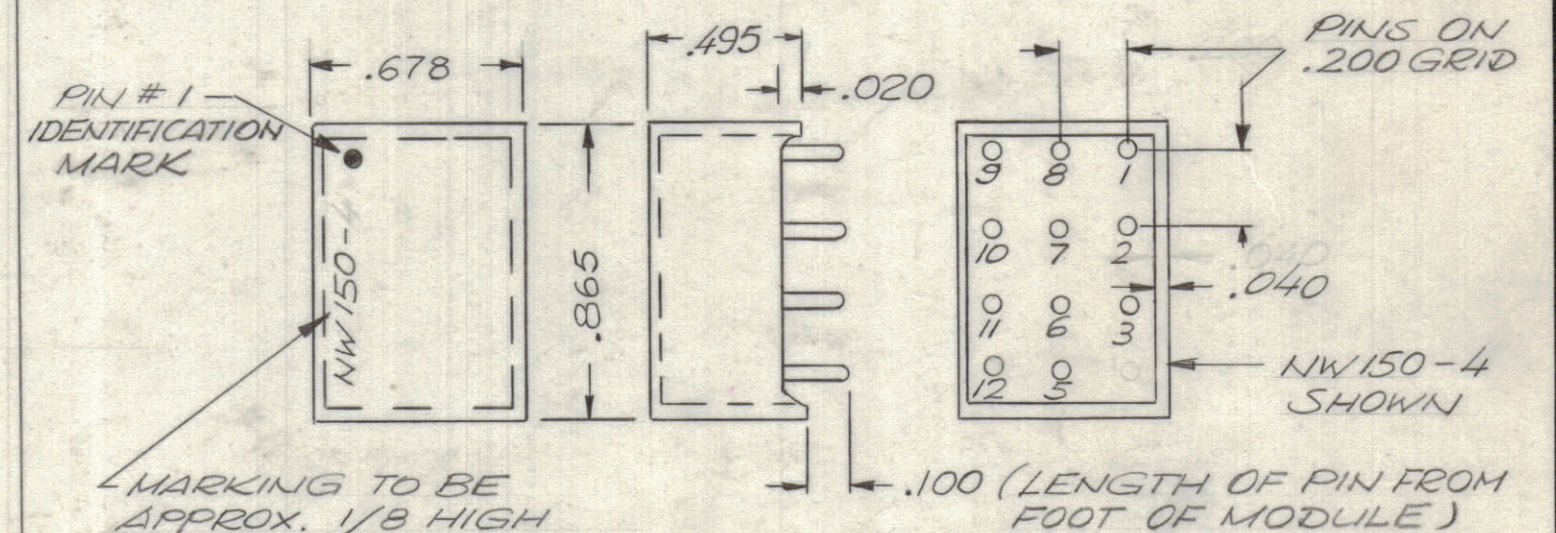 .678
.495
.020
PINS ON
.200 GRID
PIN # 1
IDENTIFICATION
MARK
NW150-4
.865
9 8 1
10 7 2
11 6 3
12 5
.040
NW150-4
SHOWN
MARKING TO BE
APPROX. 1/8 HIGH
.100 (LENGTH OF PIN FROM
FOOT OF MODULE)